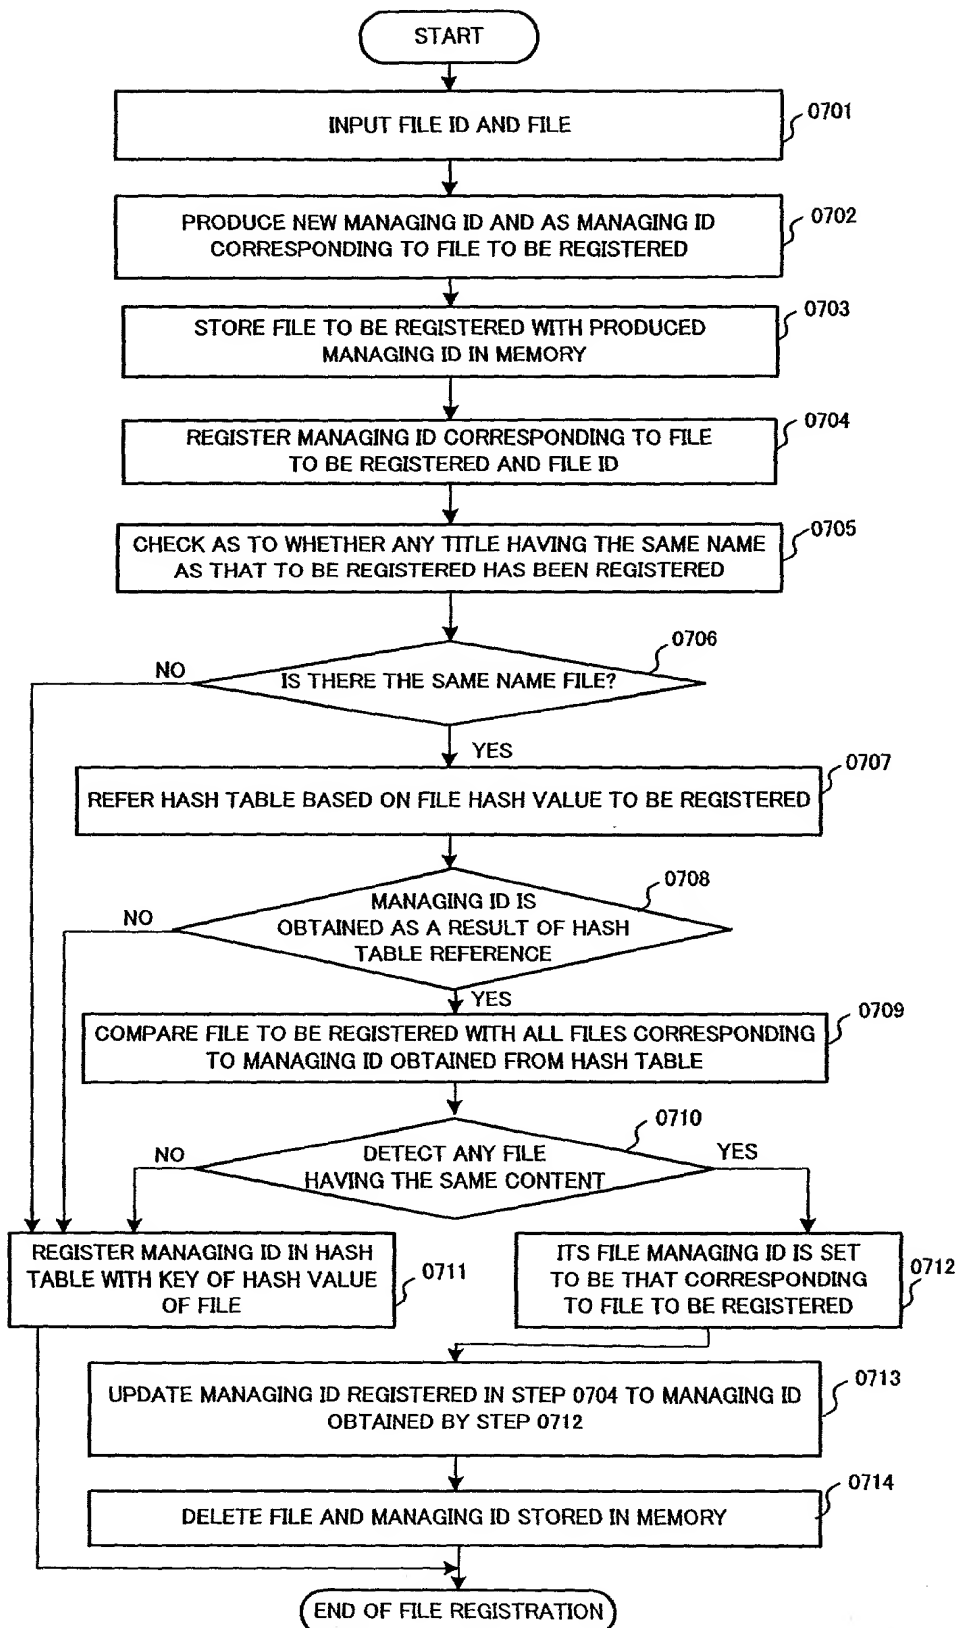 START
INPUT FILE ID AND FILE
0701
PRODUCE NEW MANAGING ID AND AS MANAGING ID
CORRESPONDING TO FILE TO BE REGISTERED
0702
STORE FILE TO BE REGISTERED WITH PRODUCED
MANAGING ID IN MEMORY
0703
REGISTER MANAGING ID CORRESPONDING TO FILE
TO BE REGISTERED AND FILE ID
0704
CHECK AS TO WHETHER ANY TITLE HAVING THE SAME NAME
AS THAT TO BE REGISTERED HAS BEEN REGISTERED
0705
IS THERE THE SAME NAME FILE?
0706
NO
YES
REFER HASH TABLE BASED ON FILE HASH VALUE TO BE REGISTERED
0707
MANAGING ID IS
OBTAINED AS A RESULT OF HASH
TABLE REFERENCE
0708
NO
YES
COMPARE FILE TO BE REGISTERED WITH ALL FILES CORRESPONDING
TO MANAGING ID OBTAINED FROM HASH TABLE
0709
DETECT ANY FILE
HAVING THE SAME CONTENT
0710
NO
YES
REGISTER MANAGING ID IN HASH
TABLE WITH KEY OF HASH VALUE
OF FILE
0711
ITS FILE MANAGING ID IS SET
TO BE THAT CORRESPONDING
TO FILE TO BE REGISTERED
0712
UPDATE MANAGING ID REGISTERED IN STEP 0704 TO MANAGING ID
OBTAINED BY STEP 0712
0713
DELETE FILE AND MANAGING ID STORED IN MEMORY
0714
END OF FILE REGISTRATION